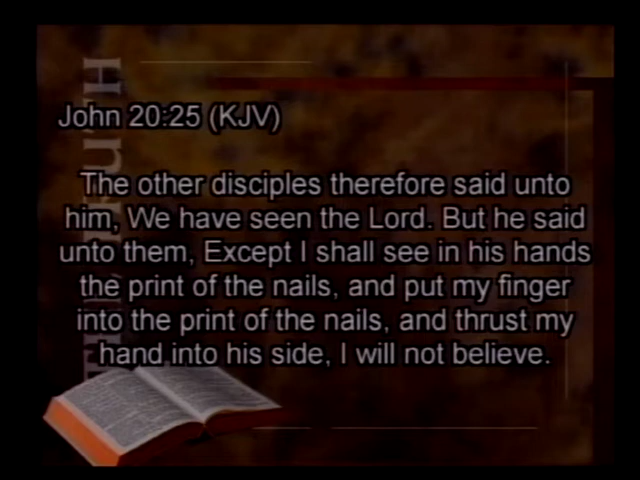 John 20:25 (KJV)
The other disciples therefore said unto
him, We have seen the Lord. But he said
unto them, Except I shall see in his hands
the print of the nails, and put my finger
into the print of the nails, and thrust my
hand into his side, I will not believe.